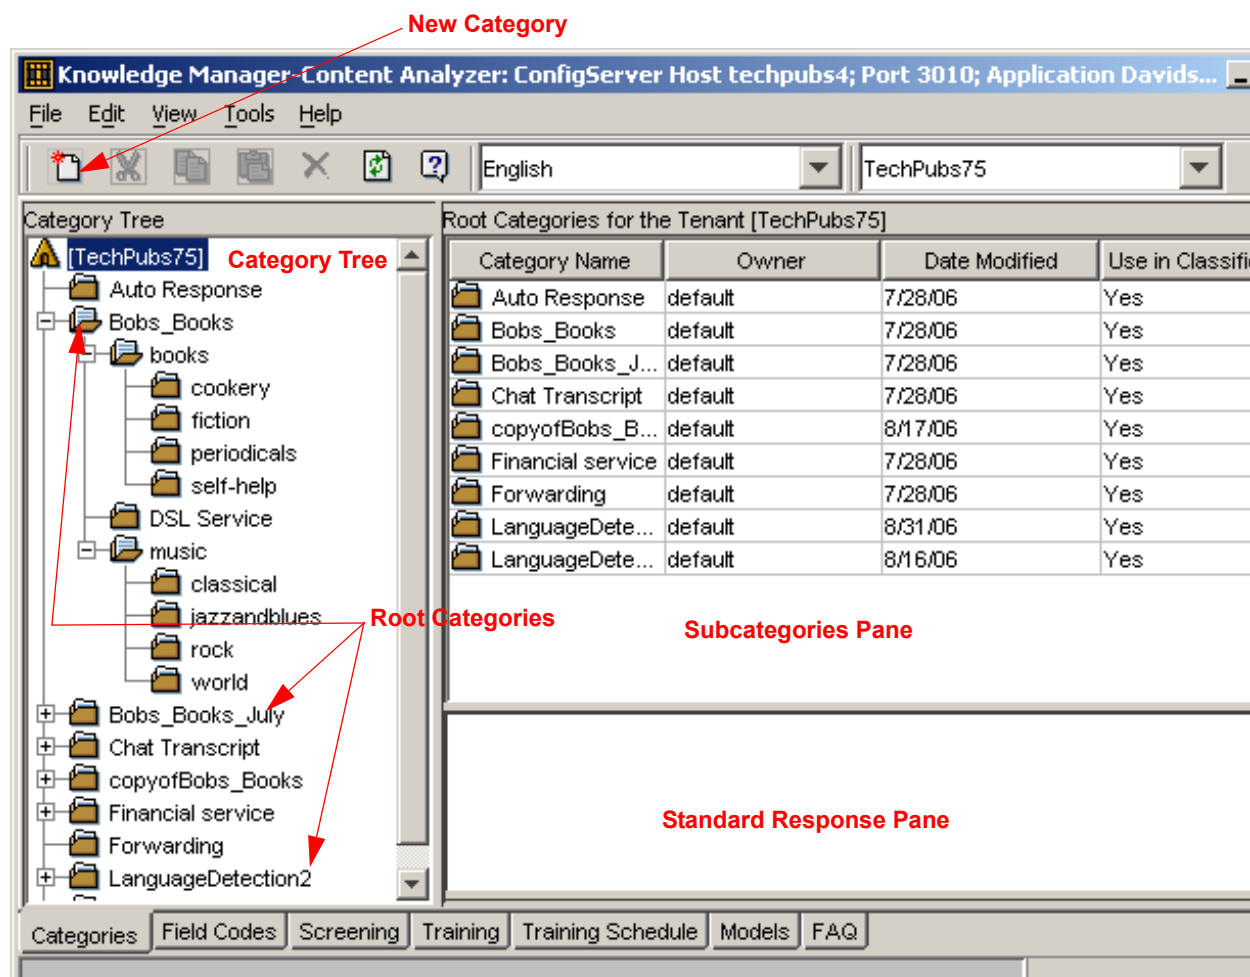 New Category
Knowledge Manager-Content Analyzer: ConfigServer Host techpubs4; Port 3010; Application Davids...
File Edit View Tools Help
English TechPubs75
Category Tree
Root Categories for the Tenant [TechPubs75]
[TechPubs75]
Category Tree
Auto Response
Bobs_Books
books
cookery
fiction
periodicals
self-help
DSL Service
music
classical
jazzandblues
rock
world
Bobs_Books_July
Chat Transcript
copyofBobs_Books
Financial service
Forwarding
LanguageDetection2
Root Categories
Category Name Owner Date Modified Use in Classifi
Auto Response default 7/28/06 Yes
Bobs_Books default 7/28/06 Yes
Bobs_Books_J... default 7/28/06 Yes
Chat Transcript default 7/28/06 Yes
copyofBobs_B... default 8/17/06 Yes
Financial service default 7/28/06 Yes
Forwarding default 7/28/06 Yes
LanguageDete... default 8/31/06 Yes
LanguageDete... default 8/16/06 Yes
Subcategories Pane
Standard Response Pane
Categories Field Codes Screening Training Training Schedule Models FAQ